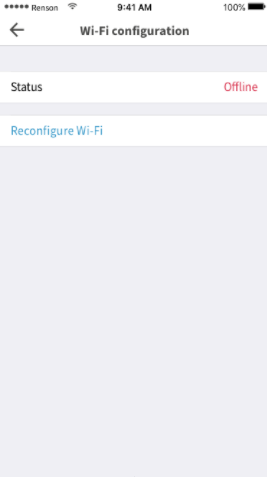 Renson 9:41 AM 100%
Wi-Fi configuration
Status Offline
Reconfigure Wi-Fi